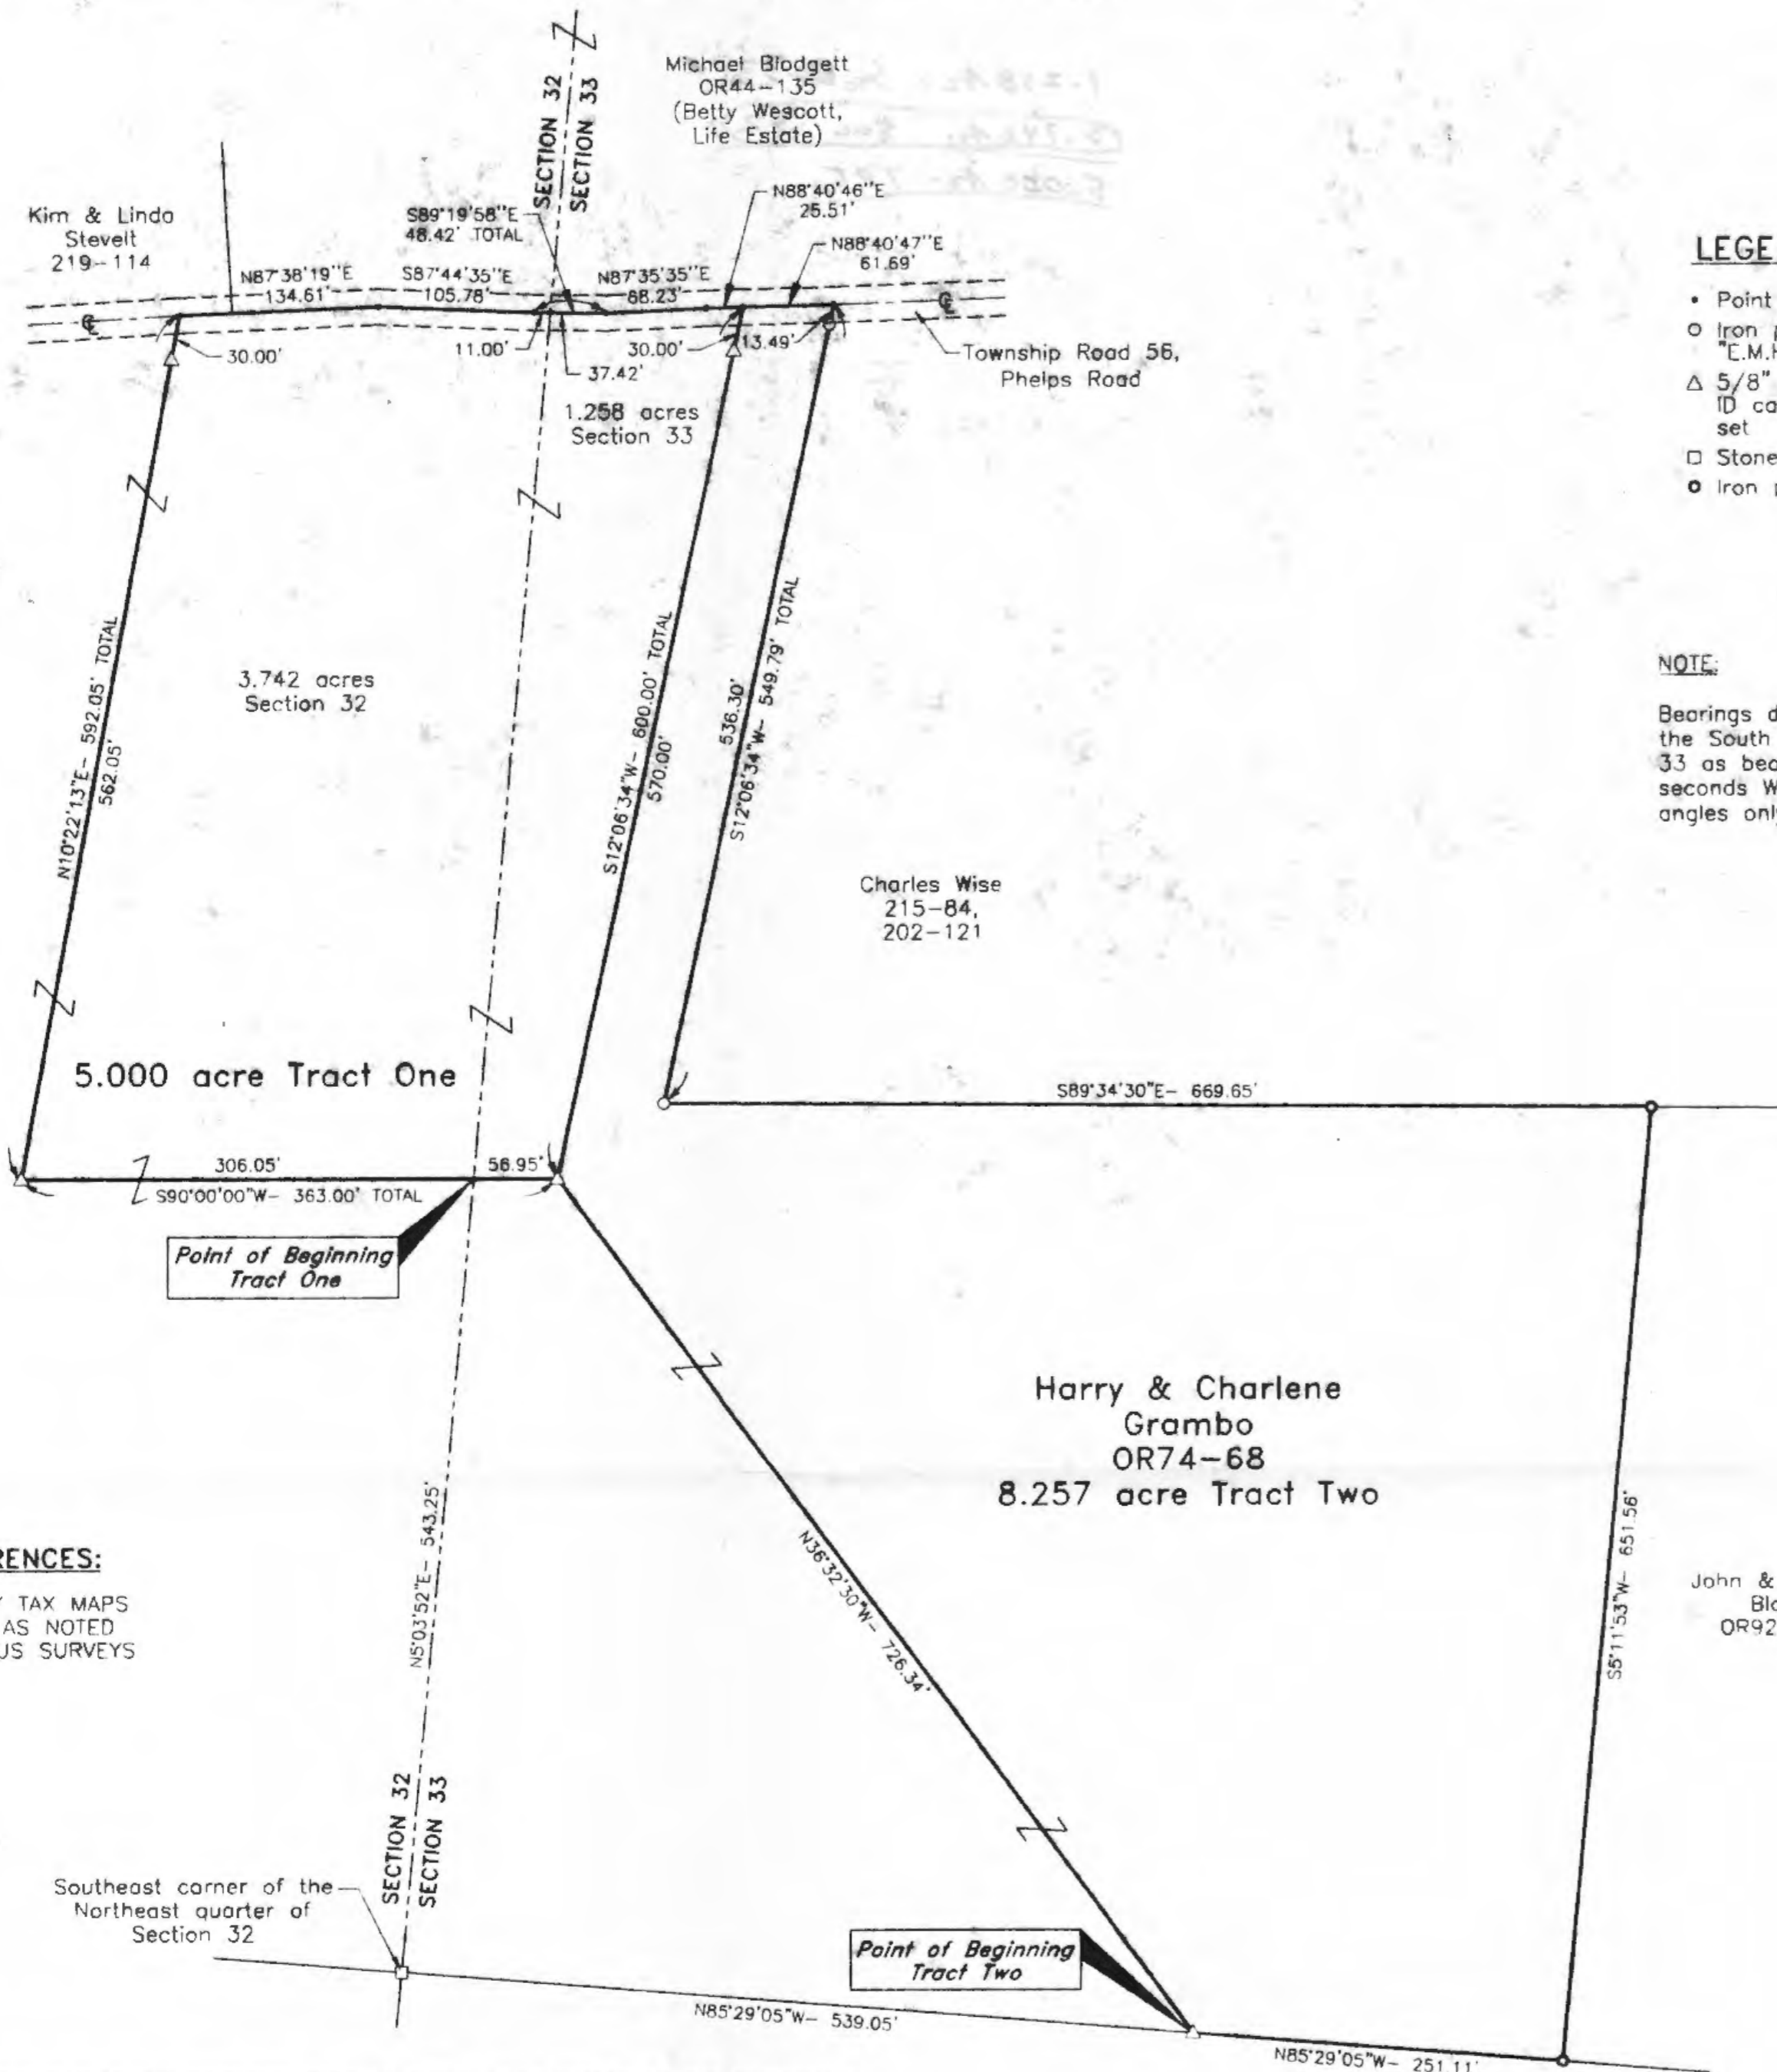 SECTION 32
SECTION 33
Michael Blodgett
OR44-135
(Betty Wescott,
Life Estate)
Kim & Linda
Stevelt
219-114
S89°19'58"E
48.42' TOTAL
N88°40'46"E
25.51'
N88°40'47"E
61.69'
N87°38'19"E
134.61'
S87°44'35"E
105.78'
N87°35'35"E
88.23'
30.00'
11.00'
37.42'
30.00'
13.49'
Township Road 56,
Phelps Road
1.258 acres
Section 33
LEGE
• Point
Iron
"E.M.H
5/8"
ID ca
set
Stone
Iron
3.742 acres
Section 32
N10°22'13"E- 592.05' TOTAL
562.05'
S12°06'34"W- 600.00' TOTAL
570.00'
536.30'
S12°06'34"W- 549.79' TOTAL
NOTE:
Bearings d
the South
33 as bea
seconds W
angles onl
Charles Wise
215-84,
202-121
5.000 acre Tract One
S89°34'30"E- 669.65'
306.05'
56.95'
S90°00'00"W- 363.00' TOTAL
Point of Beginning
Tract One
Harry & Charlene
Grambo
OR74-68
8.257 acre Tract Two
N5°03'52"E- 543.25'
N36°32'30"W- 726.34'
S5°11'53"W- 651.56'
RENCES:
TAX MAPS
AS NOTED
US SURVEYS
John &
Blo
OR92
SECTION 32
SECTION 33
Southeast corner of the
Northeast quarter of
Section 32
Point of Beginning
Tract Two
N85°29'05"W- 539.05'
N85°29'05"W- 251.11'